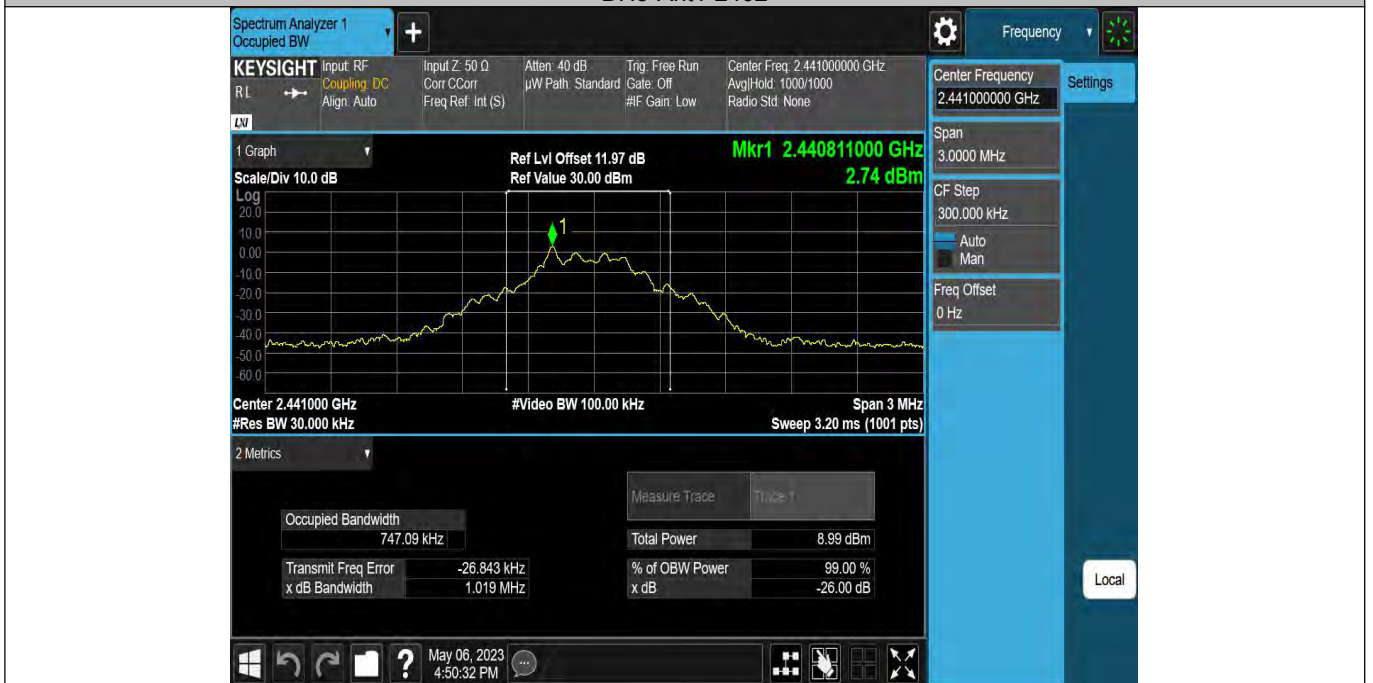 Spectrum Analyzer 1
Occupied BW
Frequency
KEYSIGHT
R L
LXI
Input: RF
Coupling: DC
Align: Auto
Input Z: 50 Ω
Corr CCorr
Freq Ref: Int (S)
Atten: 40 dB
µW Path: Standard
Trig: Free Run
Gate: Off
#IF Gain: Low
Center Freq: 2.441000000 GHz
Avg|Hold: 1000/1000
Radio Std: None
Center Frequency
2.441000000 GHz
Settings
Span
3.0000 MHz
CF Step
300.000 kHz
Auto
Man
Freq Offset
0 Hz
Local
1 Graph
Scale/Div 10.0 dB
Ref Lvl Offset 11.97 dB
Ref Value 30.00 dBm
Mkr1 2.440811000 GHz
2.74 dBm
Log
20.0
10.0
0.00
-10.0
-20.0
-30.0
-40.0
-50.0
-60.0
1
Center 2.441000 GHz
#Res BW 30.000 kHz
#Video BW 100.00 kHz
Span 3 MHz
Sweep 3.20 ms (1001 pts)
2 Metrics
Measure Trace
Trace 1
Occupied Bandwidth
747.09 kHz
Total Power
8.99 dBm
Transmit Freq Error
-26.843 kHz
% of OBW Power
99.00 %
x dB Bandwidth
1.019 MHz
x dB
-26.00 dB
?
May 06, 2023
4:50:32 PM